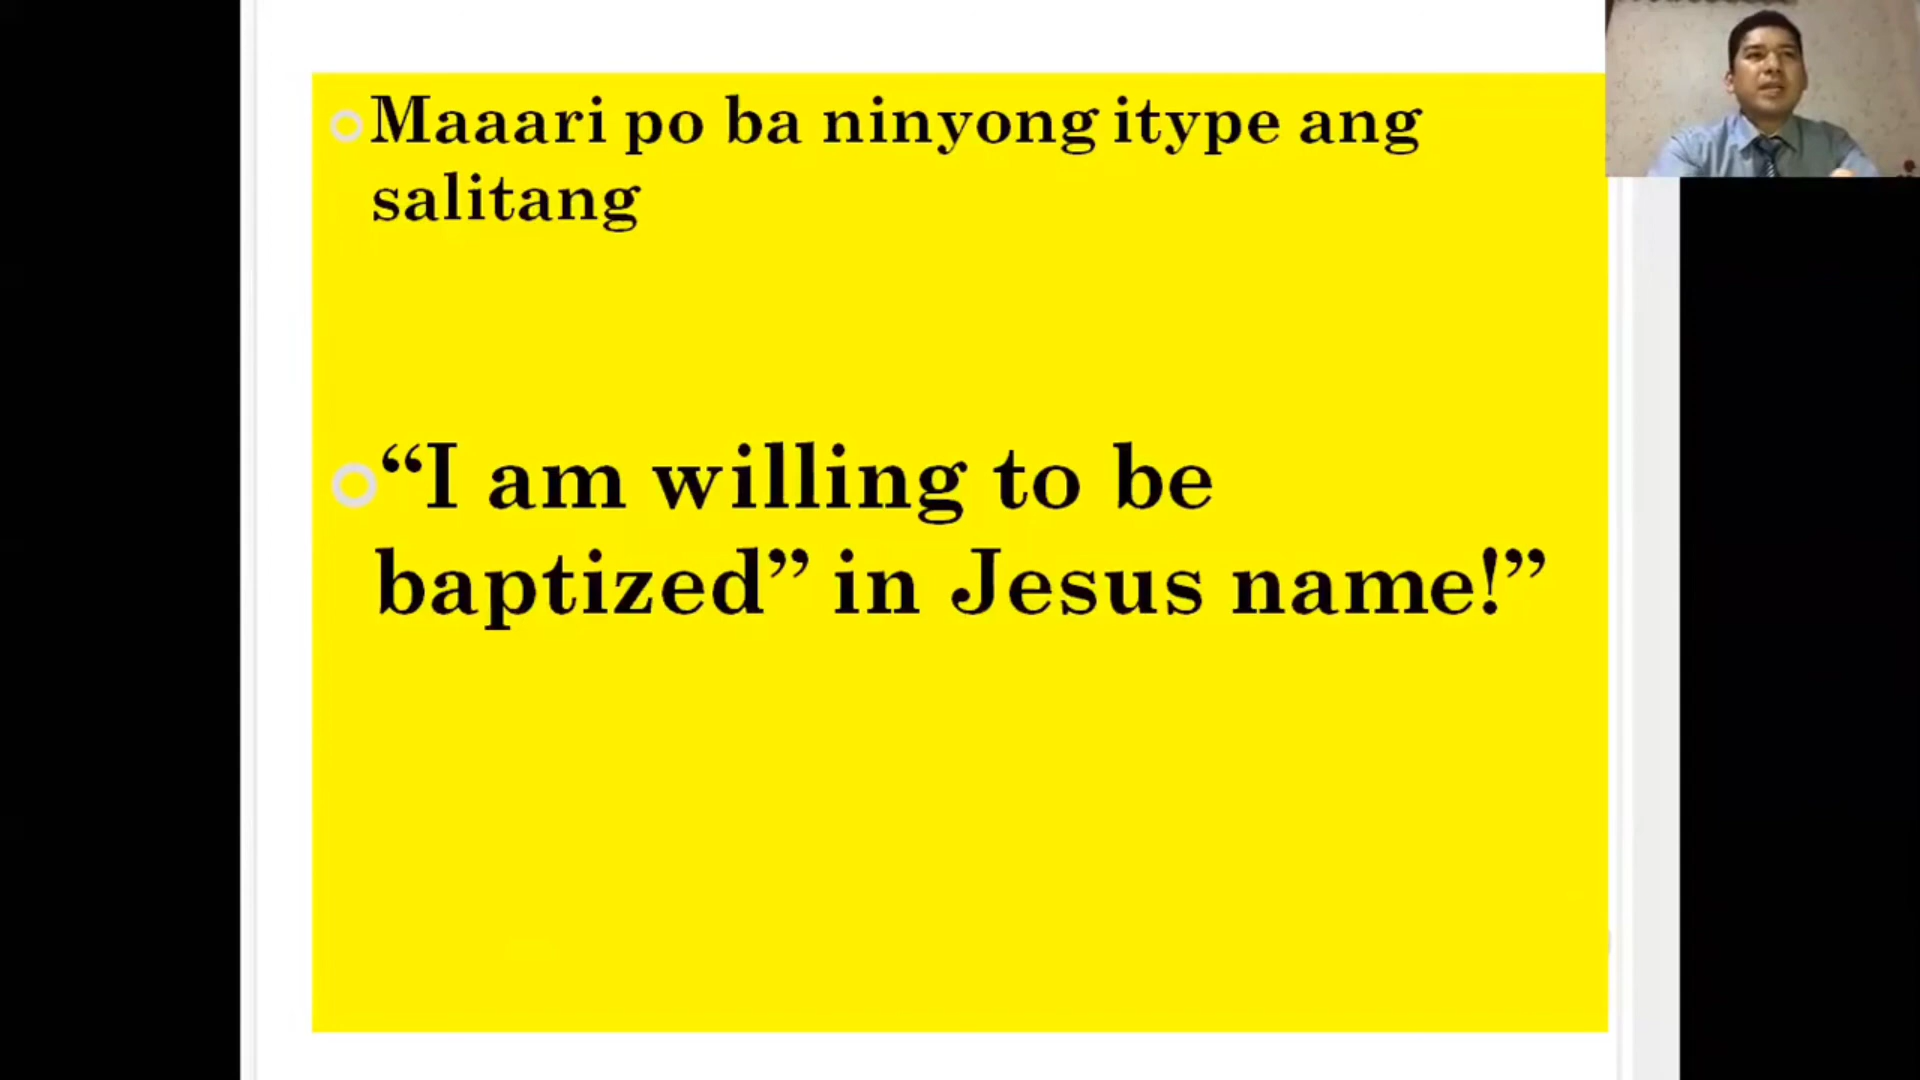 Maaari po ba ninyong itype ang
salitang
“I am willing to be
baptized” in Jesus name!”